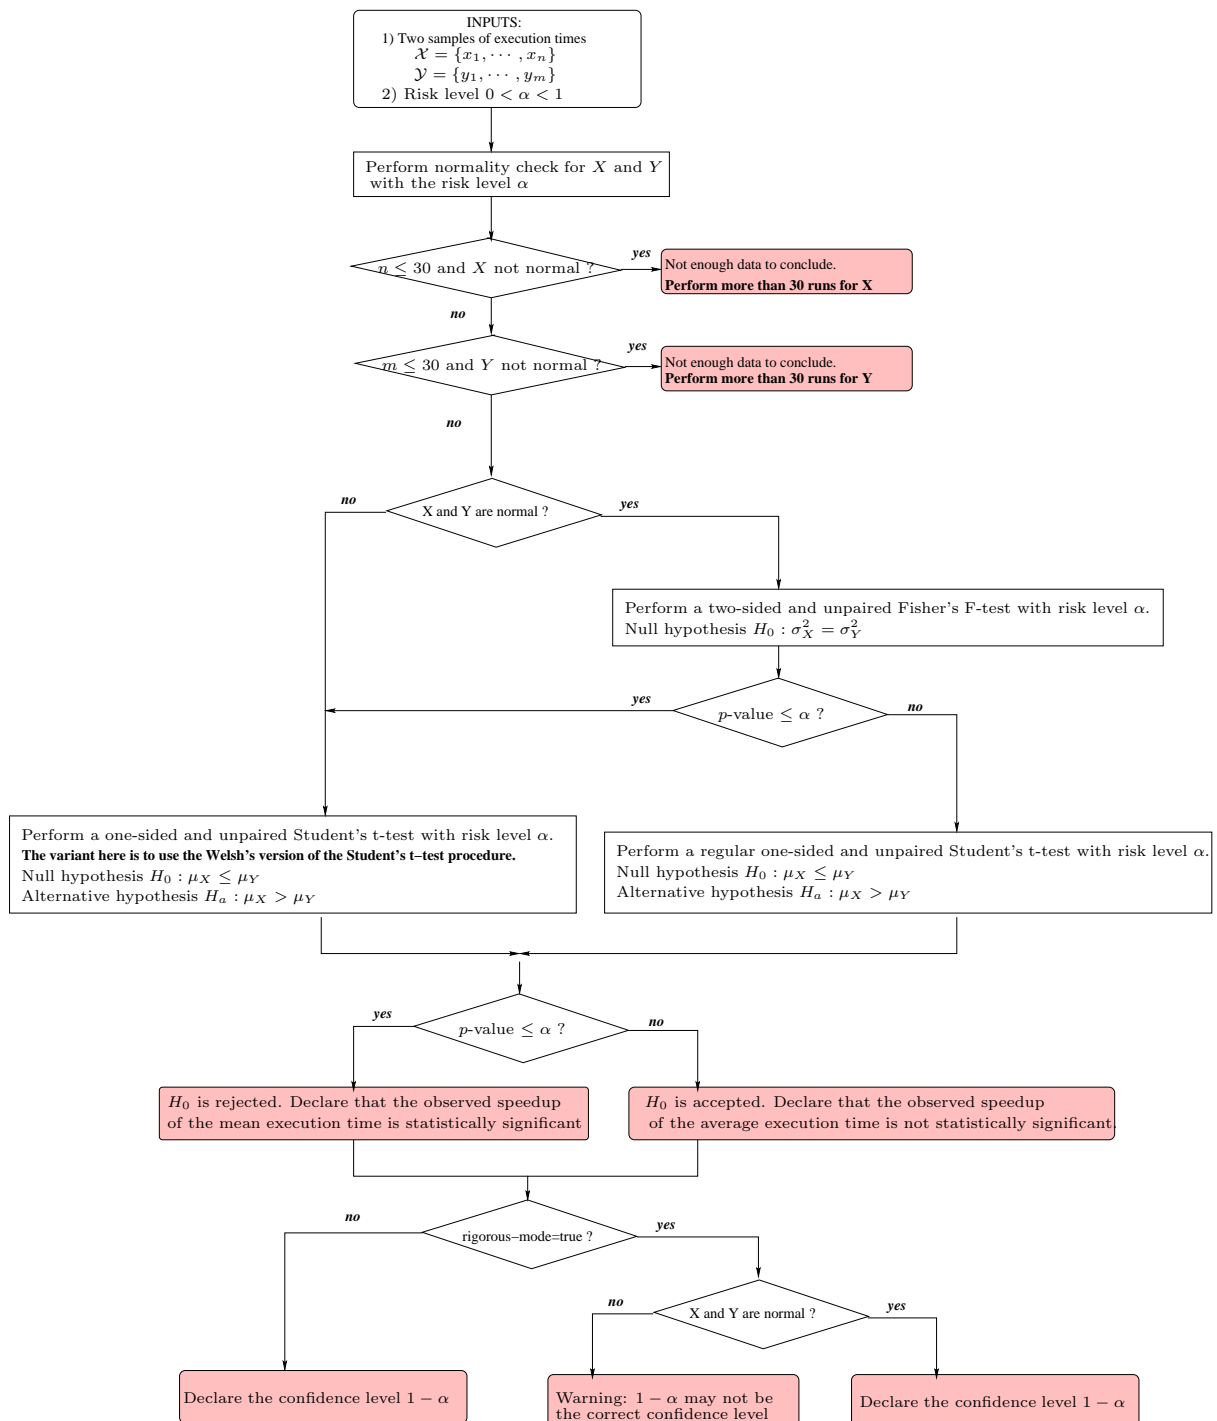 INPUTS:
1) Two samples of execution times
𝒳 = {x₁, ⋯ , xₙ}
𝒴 = {y₁, ⋯ , yₘ}
2) Risk level 0 < α < 1
Perform normality check for X and Y
with the risk level α
n ≤ 30 and X not normal ?
yes
Not enough data to conclude.
Perform more than 30 runs for X
no
m ≤ 30 and Y not normal ?
yes
Not enough data to conclude.
Perform more than 30 runs for Y
no
no
X and Y are normal ?
yes
Perform a two-sided and unpaired Fisher's F-test with risk level α.
Null hypothesis H₀ : σ²_X = σ²_Y
yes
p-value ≤ α ?
no
Perform a one-sided and unpaired Student's t-test with risk level α.
The variant here is to use the Welsh's version of the Student's t−test procedure.
Null hypothesis H₀ : μ_X ≤ μ_Y
Alternative hypothesis Hₐ : μ_X > μ_Y
Perform a regular one-sided and unpaired Student's t-test with risk level α.
Null hypothesis H₀ : μ_X ≤ μ_Y
Alternative hypothesis Hₐ : μ_X > μ_Y
yes
p-value ≤ α ?
no
H₀ is rejected. Declare that the observed speedup
of the mean execution time is statistically significant
H₀ is accepted. Declare that the observed speedup
of the average execution time is not statistically significant.
no
rigorous−mode=true ?
yes
no
X and Y are normal ?
yes
Declare the confidence level 1 − α
Warning: 1 − α may not be
the correct confidence level
Declare the confidence level 1 − α